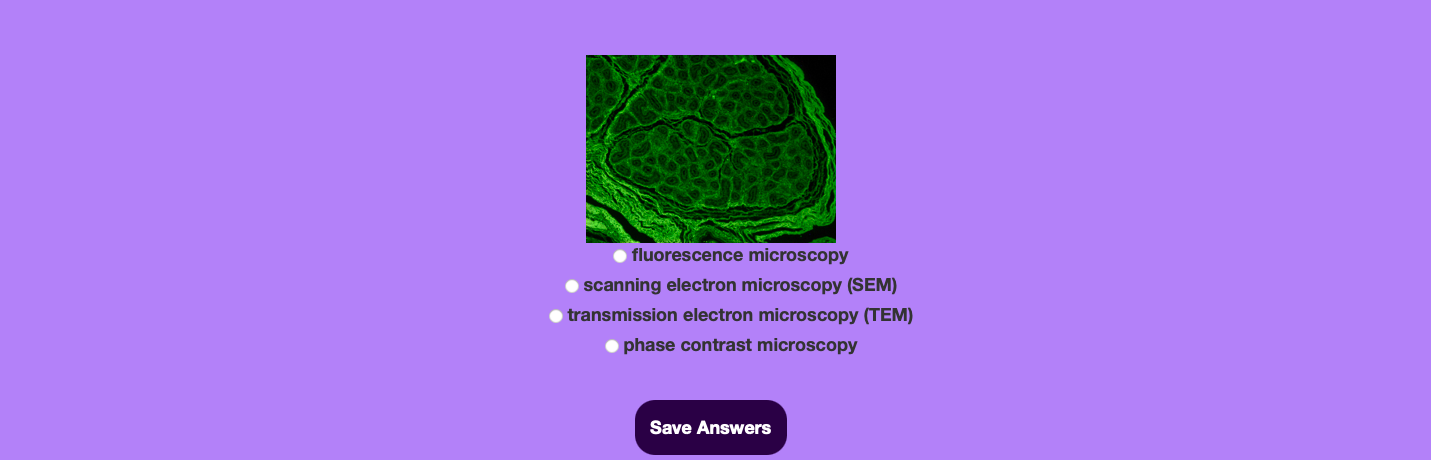 fluorescence microscopy
scanning electron microscopy (SEM)
transmission electron microscopy (TEM)
phase contrast microscopy
Save Answers